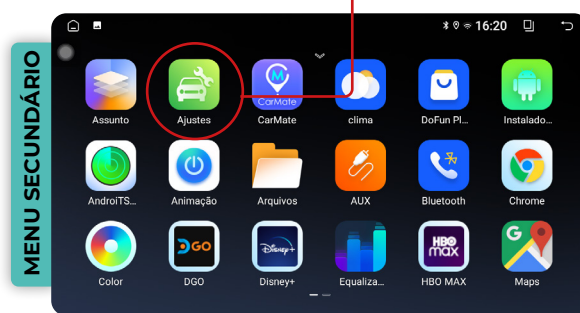 MENU SECUNDÁRIO
16:20
M
CarMate
Assunto
Ajustes
CarMate
clima
DoFun Pl...
Instalado...
AndroiTS...
Animação
Arquivos
AUX
Bluetooth
Chrome
DGO
Disney+
HBO
max
G
Color
DGO
Disney+
Equaliza...
HBO MAX
Maps